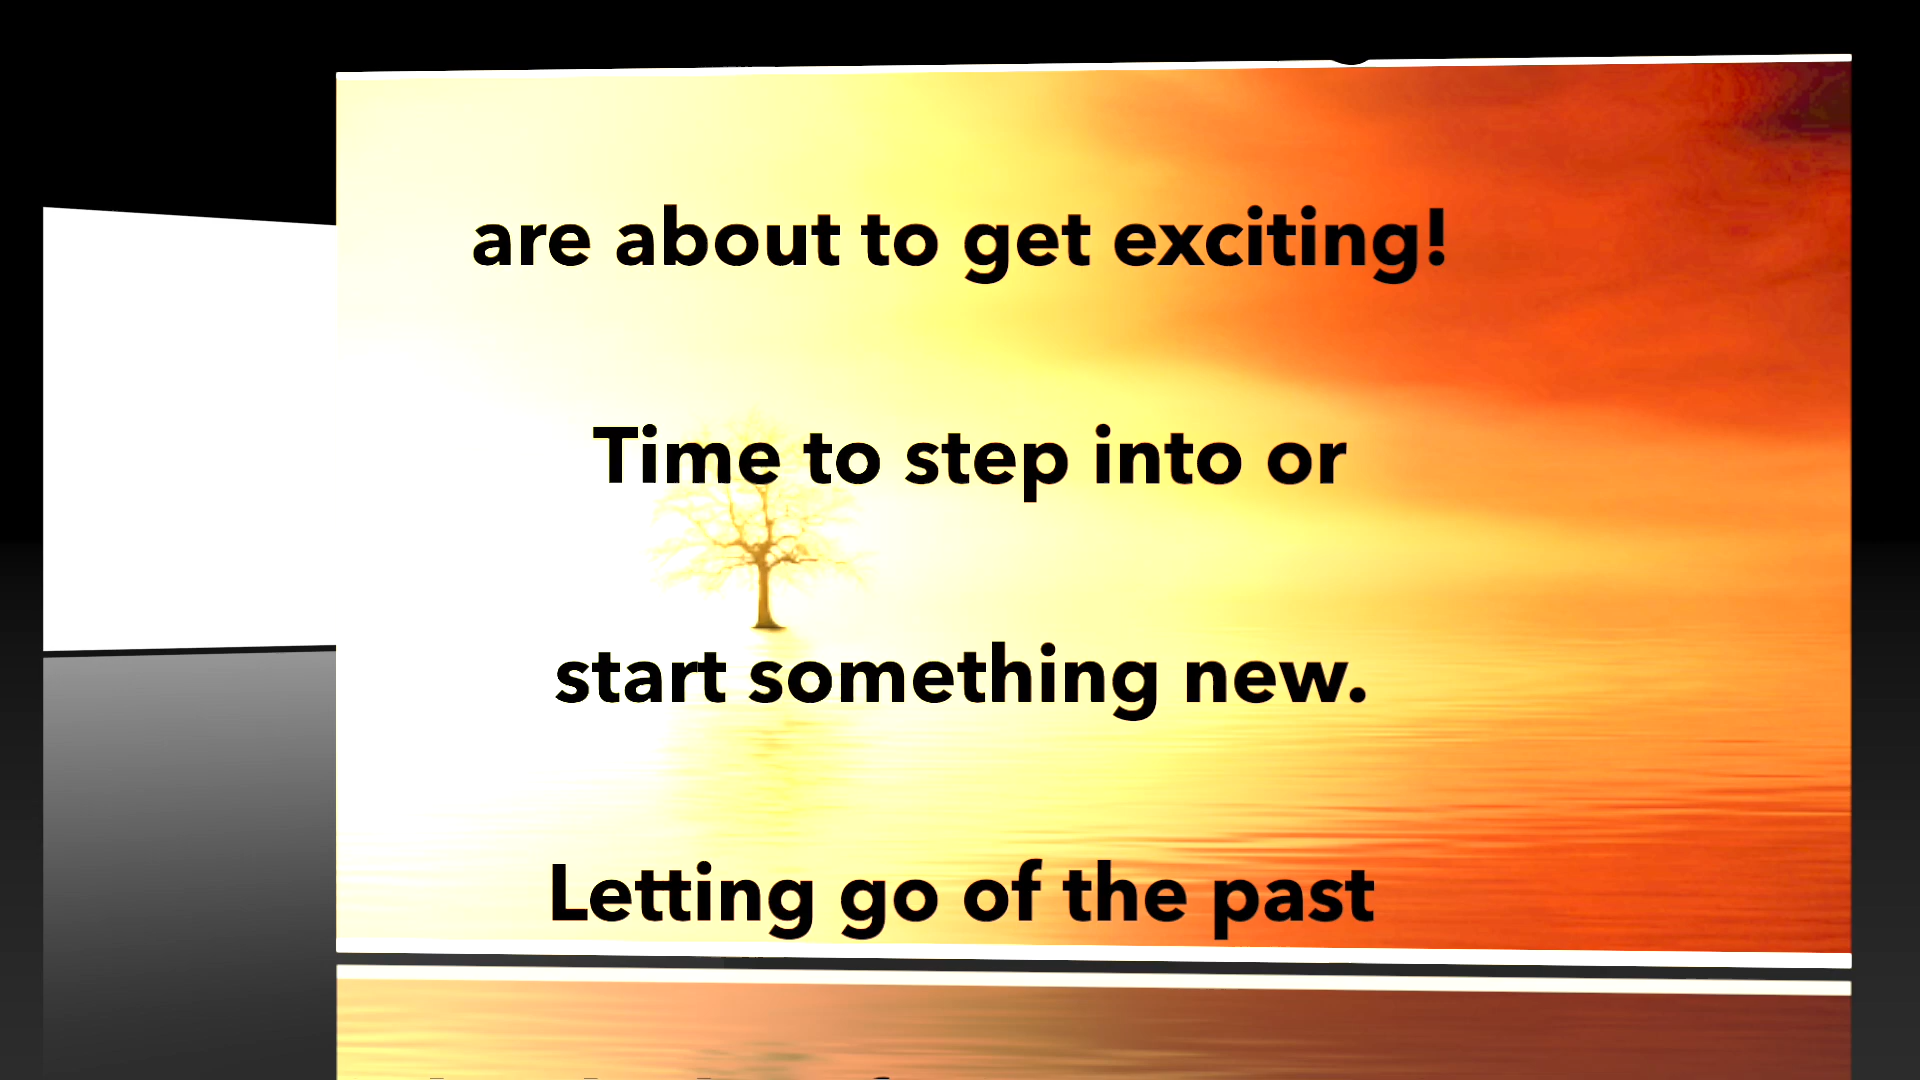 are about to get exciting!
Time to step into or
start something new.
Letting go of the past